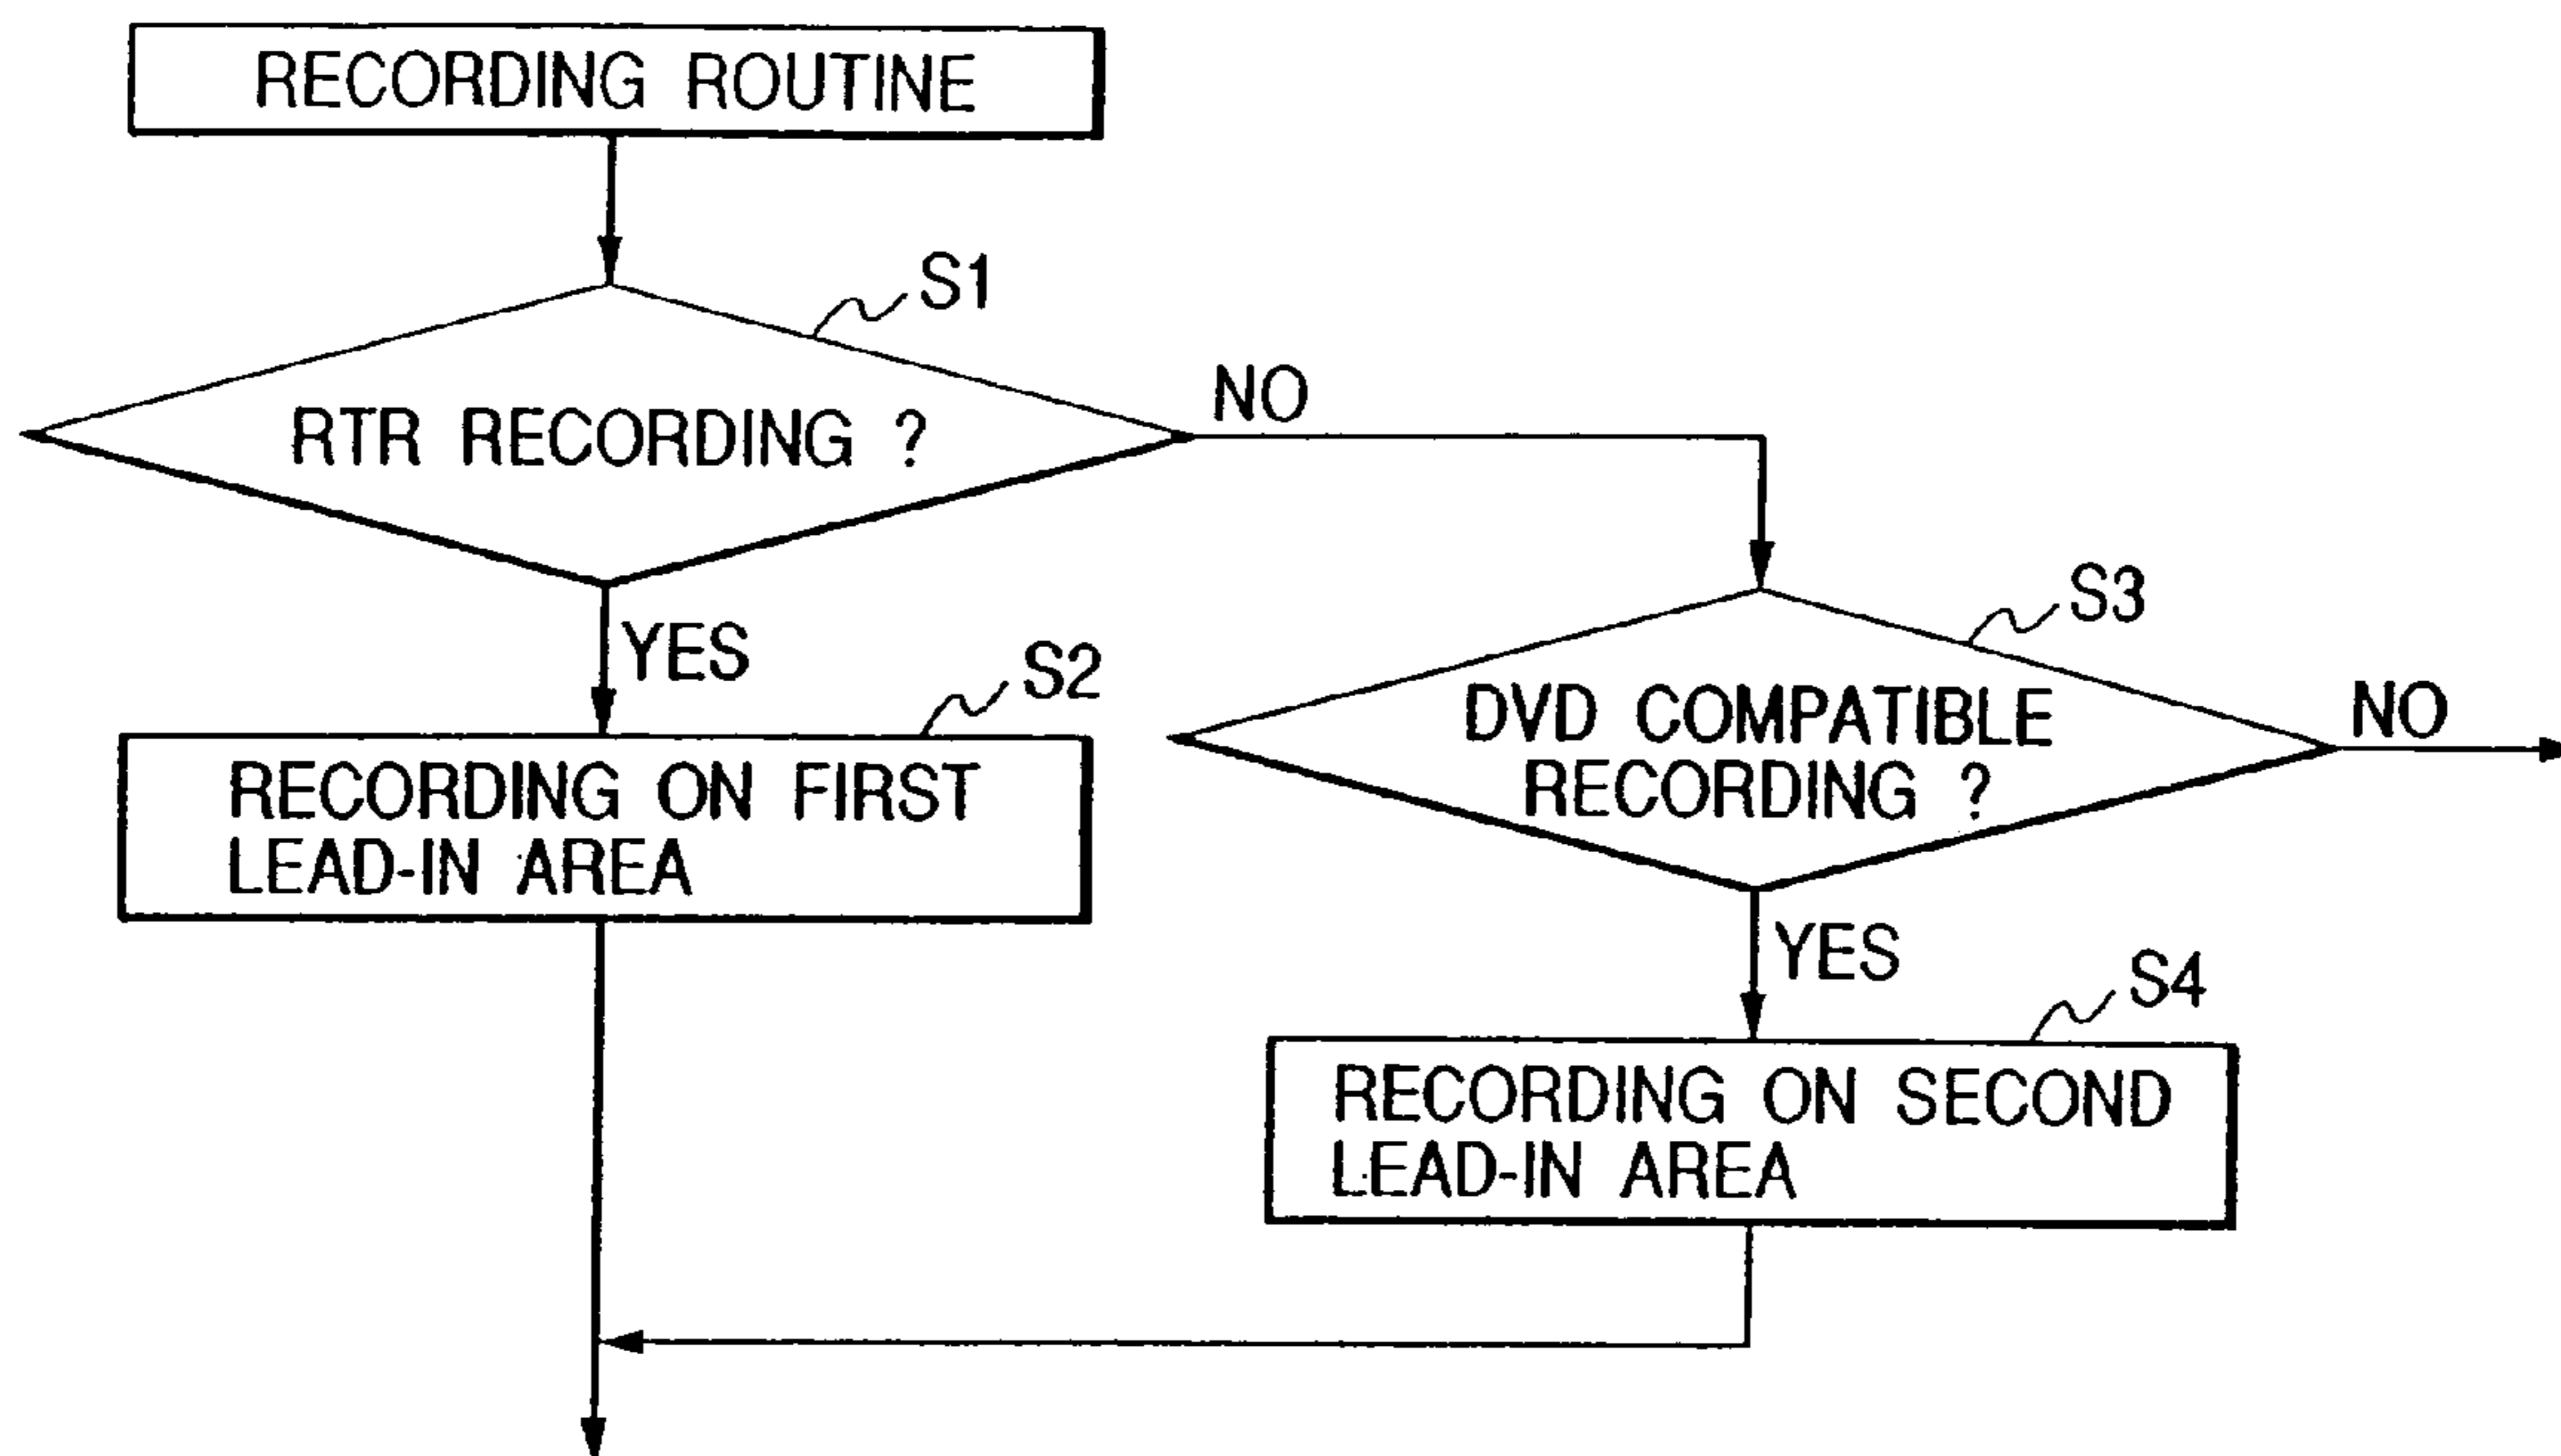 RECORDING ROUTINE
S1
RTR RECORDING ?
NO
YES
S2
RECORDING ON FIRST
LEAD-IN AREA
S3
DVD COMPATIBLE
RECORDING ?
NO
YES
S4
RECORDING ON SECOND
LEAD-IN AREA